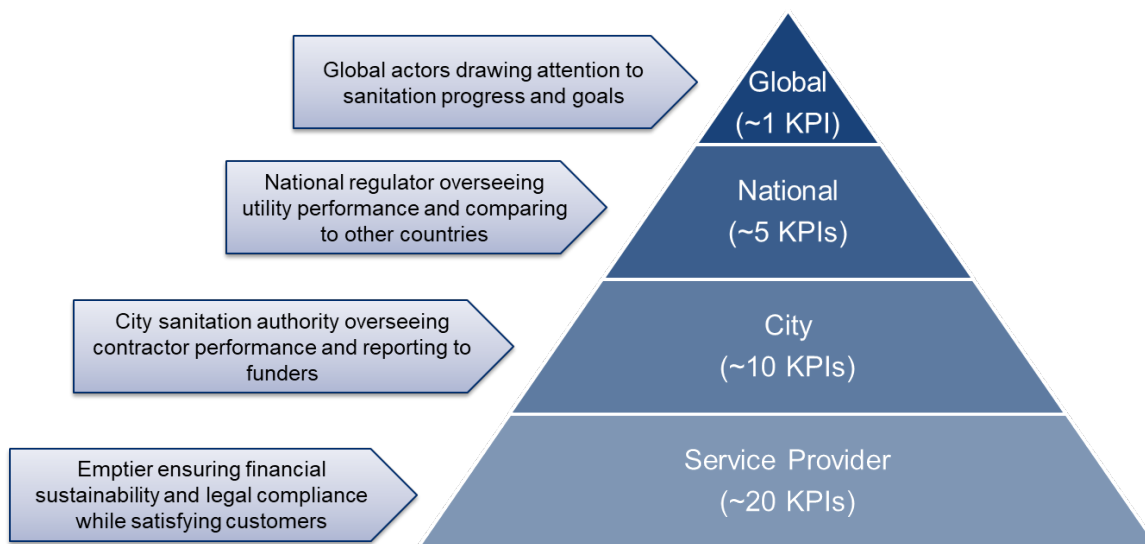 Global actors drawing attention to
sanitation progress and goals
Global
(~1 KPI)
National regulator overseeing
utility performance and comparing
to other countries
National
(~5 KPIs)
City sanitation authority overseeing
contractor performance and reporting to
funders
City
(~10 KPIs)
Emptier ensuring financial
sustainability and legal compliance
while satisfying customers
Service Provider
(~20 KPIs)